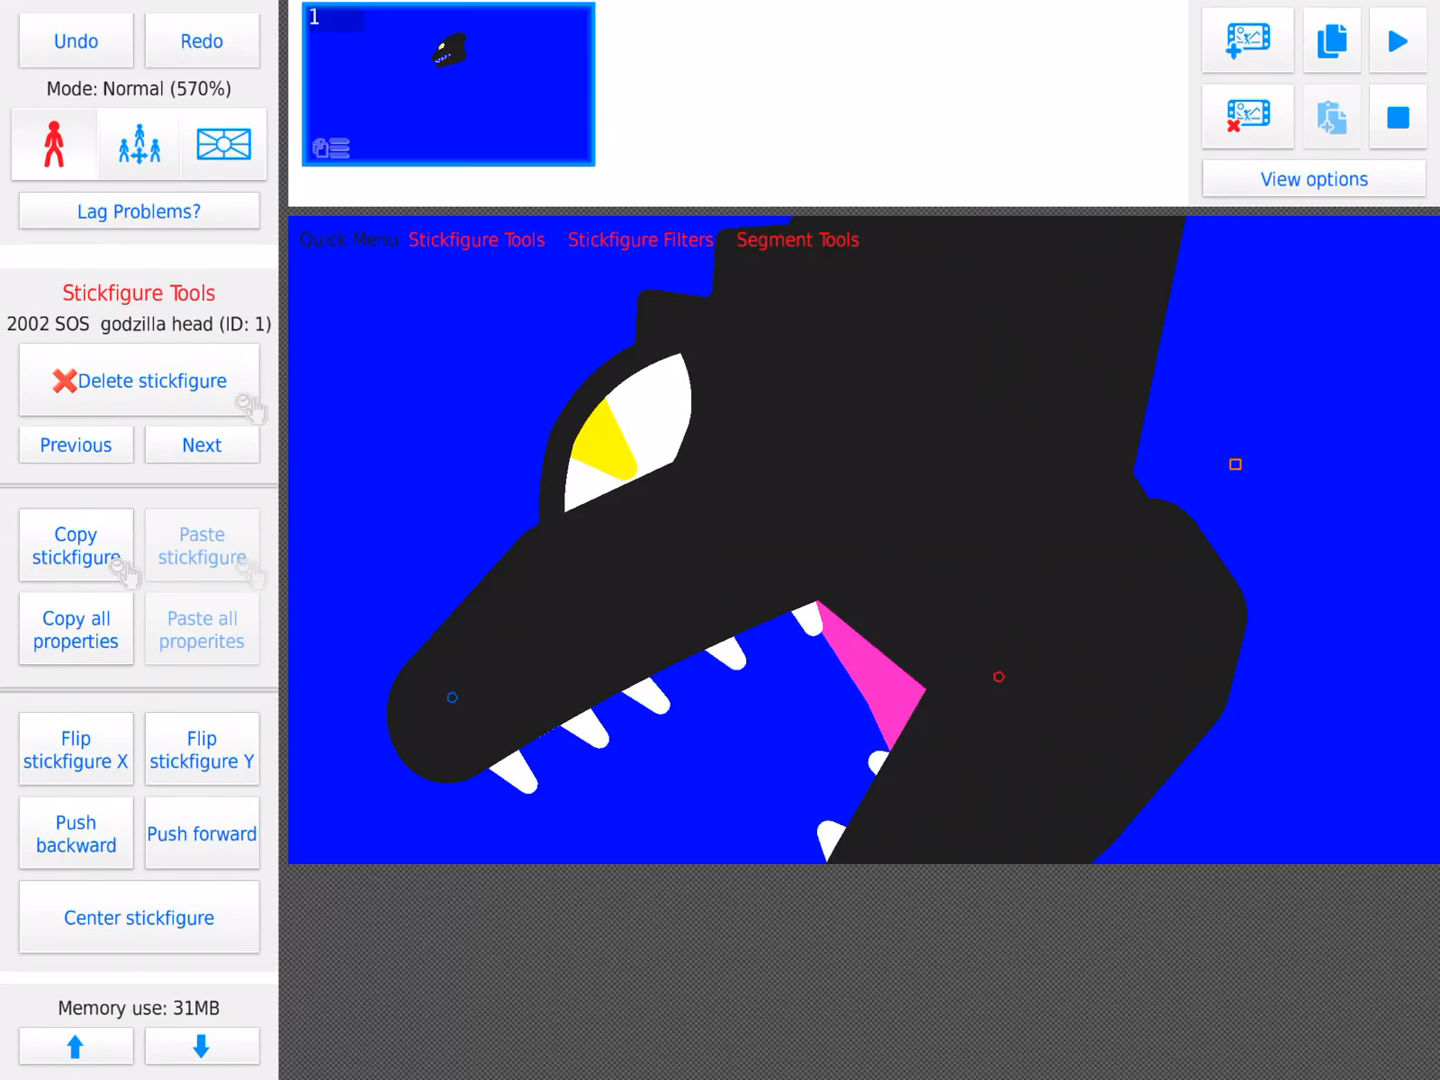 Undo
Redo
Mode: Normal (570%)
Lag Problems?
Stickfigure Tools
2002 SOS  godzilla head (ID: 1)
Delete stickfigure
Previous
Next
Copy
stickfigure
Paste
stickfigure
Copy all
properties
Paste all
properites
Flip
stickfigure X
Flip
stickfigure Y
Push
backward
Push forward
Center stickfigure
Memory use: 31MB
1
View options
Quick Menu
Stickfigure Tools
Stickfigure Filters
Segment Tools